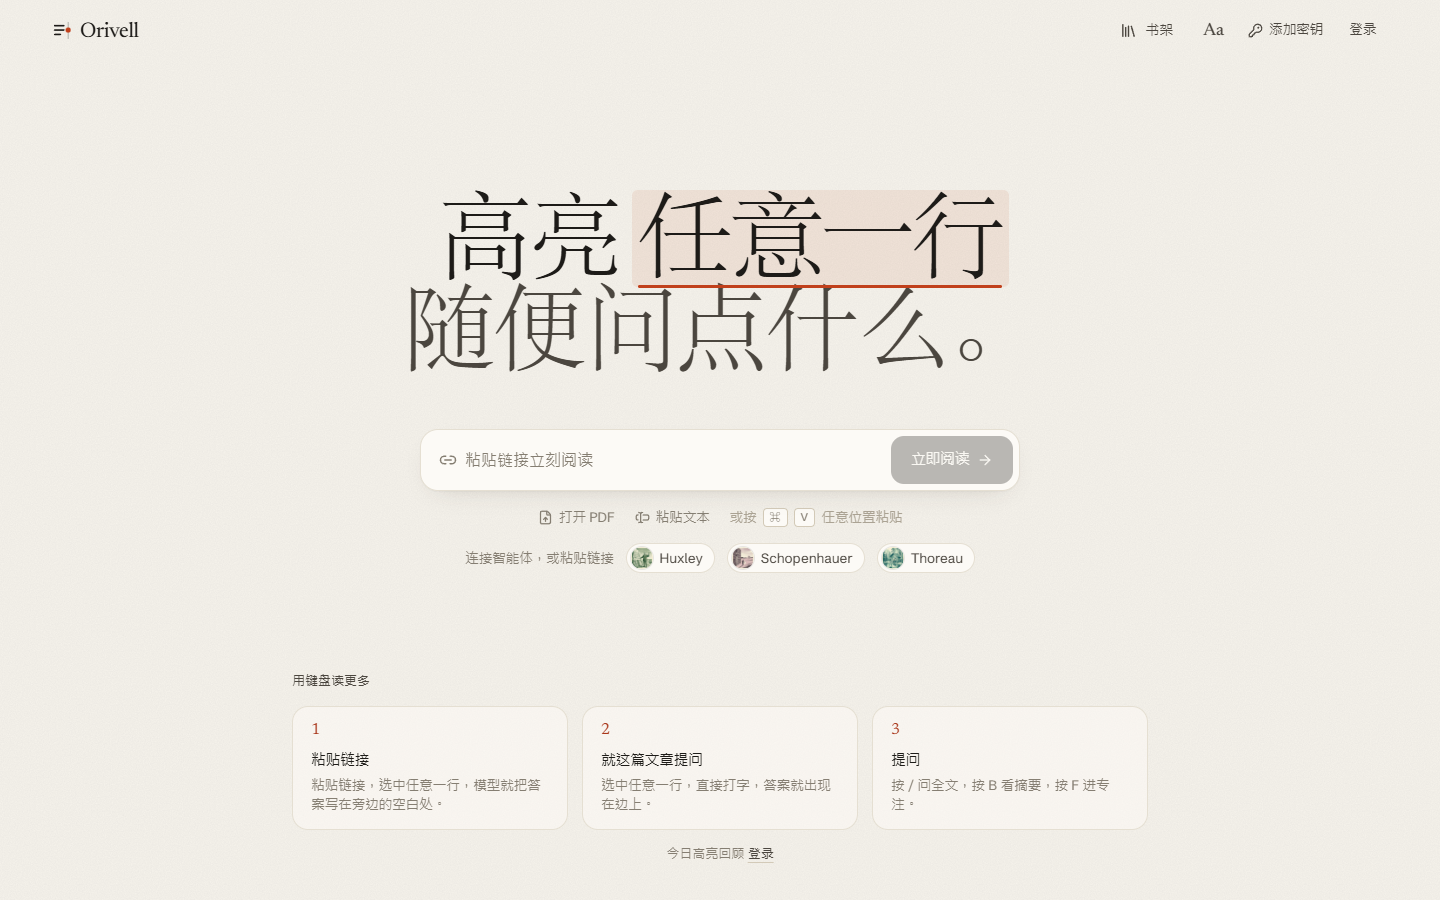 Orivell
书架
Aa
添加密钥
登录
高亮 任意一行
随便问点什么。
粘贴链接立刻阅读
立即阅读 →
打开 PDF
粘贴文本
或按 ⌘ V 任意位置粘贴
连接智能体，或粘贴链接
Huxley
Schopenhauer
Thoreau
用键盘读更多
1
粘贴链接
粘贴链接，选中任意一行，模型就把答
案写在旁边的空白处。
2
就这篇文章提问
选中任意一行，直接打字，答案就出现
在边上。
3
提问
按 / 问全文，按 B 看摘要，按 F 进专
注。
今日高亮回顾 登录